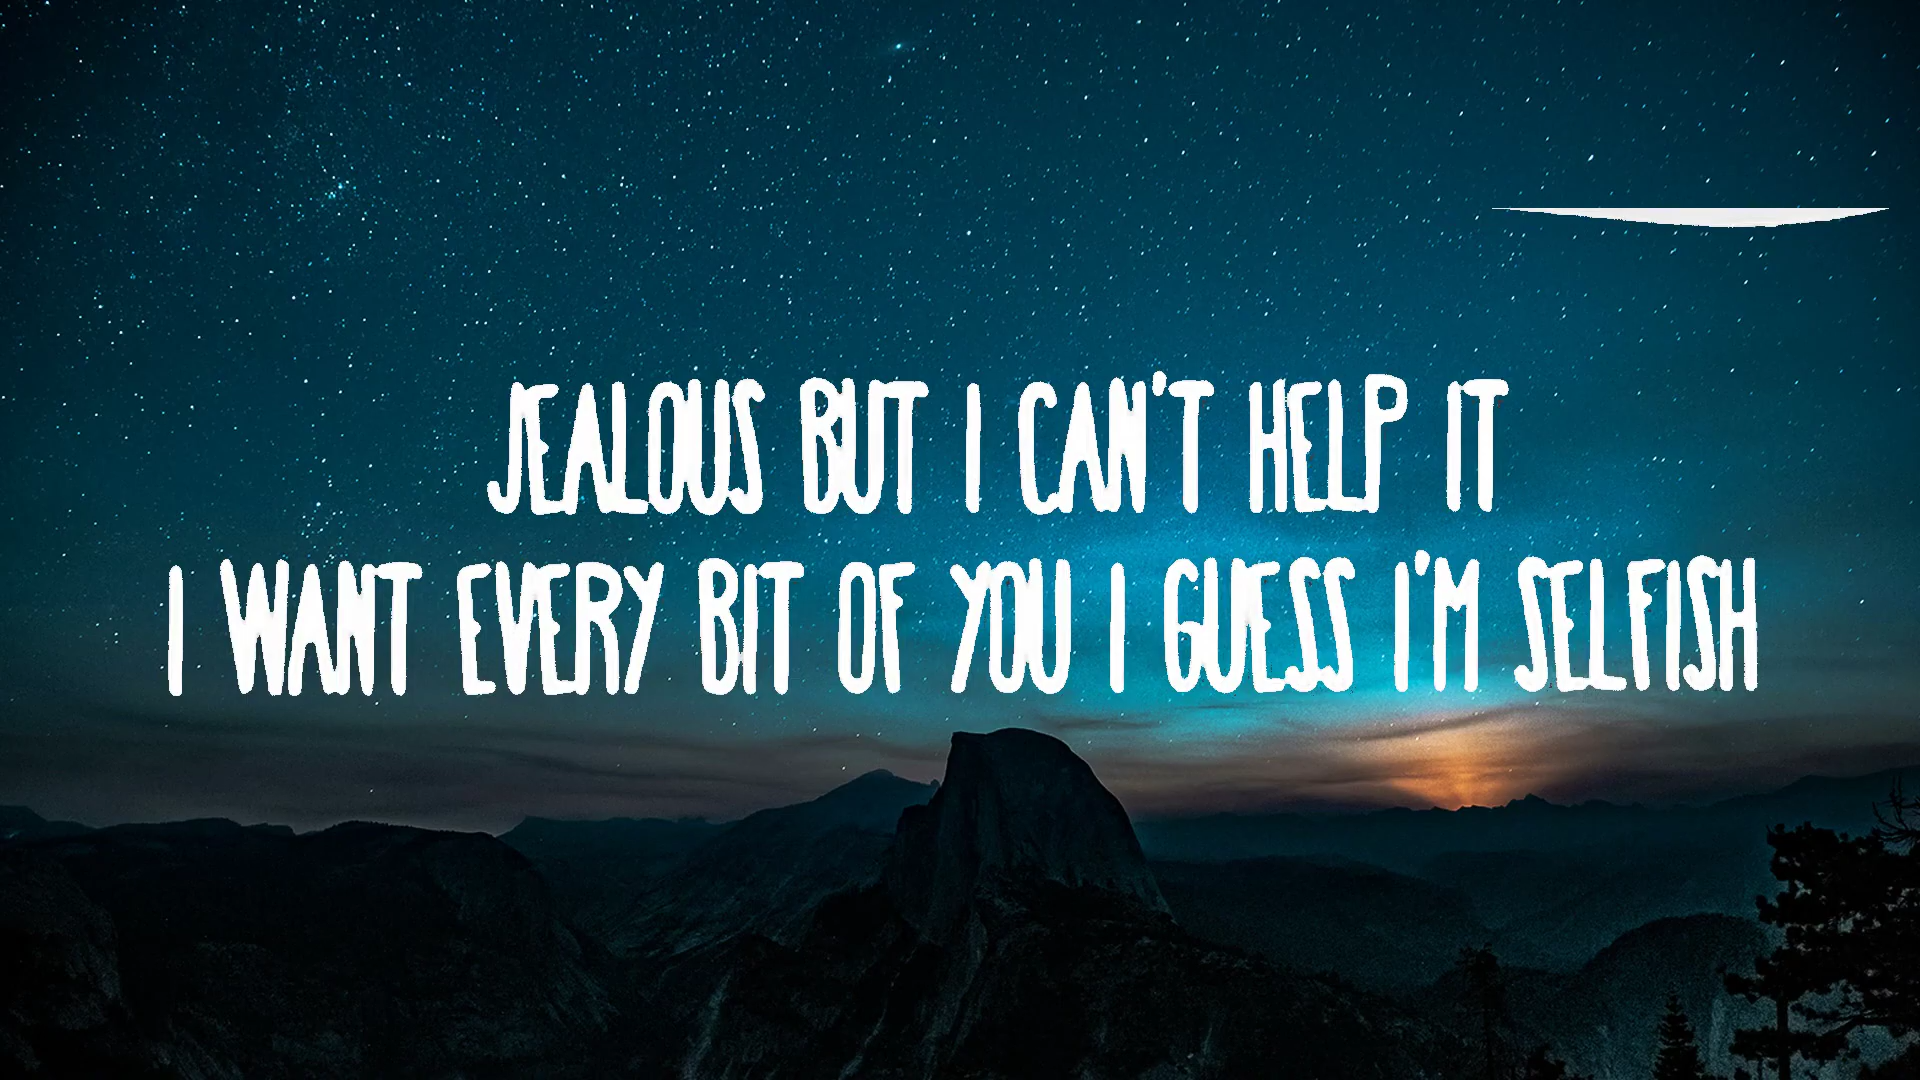 JEALOUS BUT I CAN'T HELP IT
I WANT EVERY BIT OF YOU I GUESS I'M SELFISH